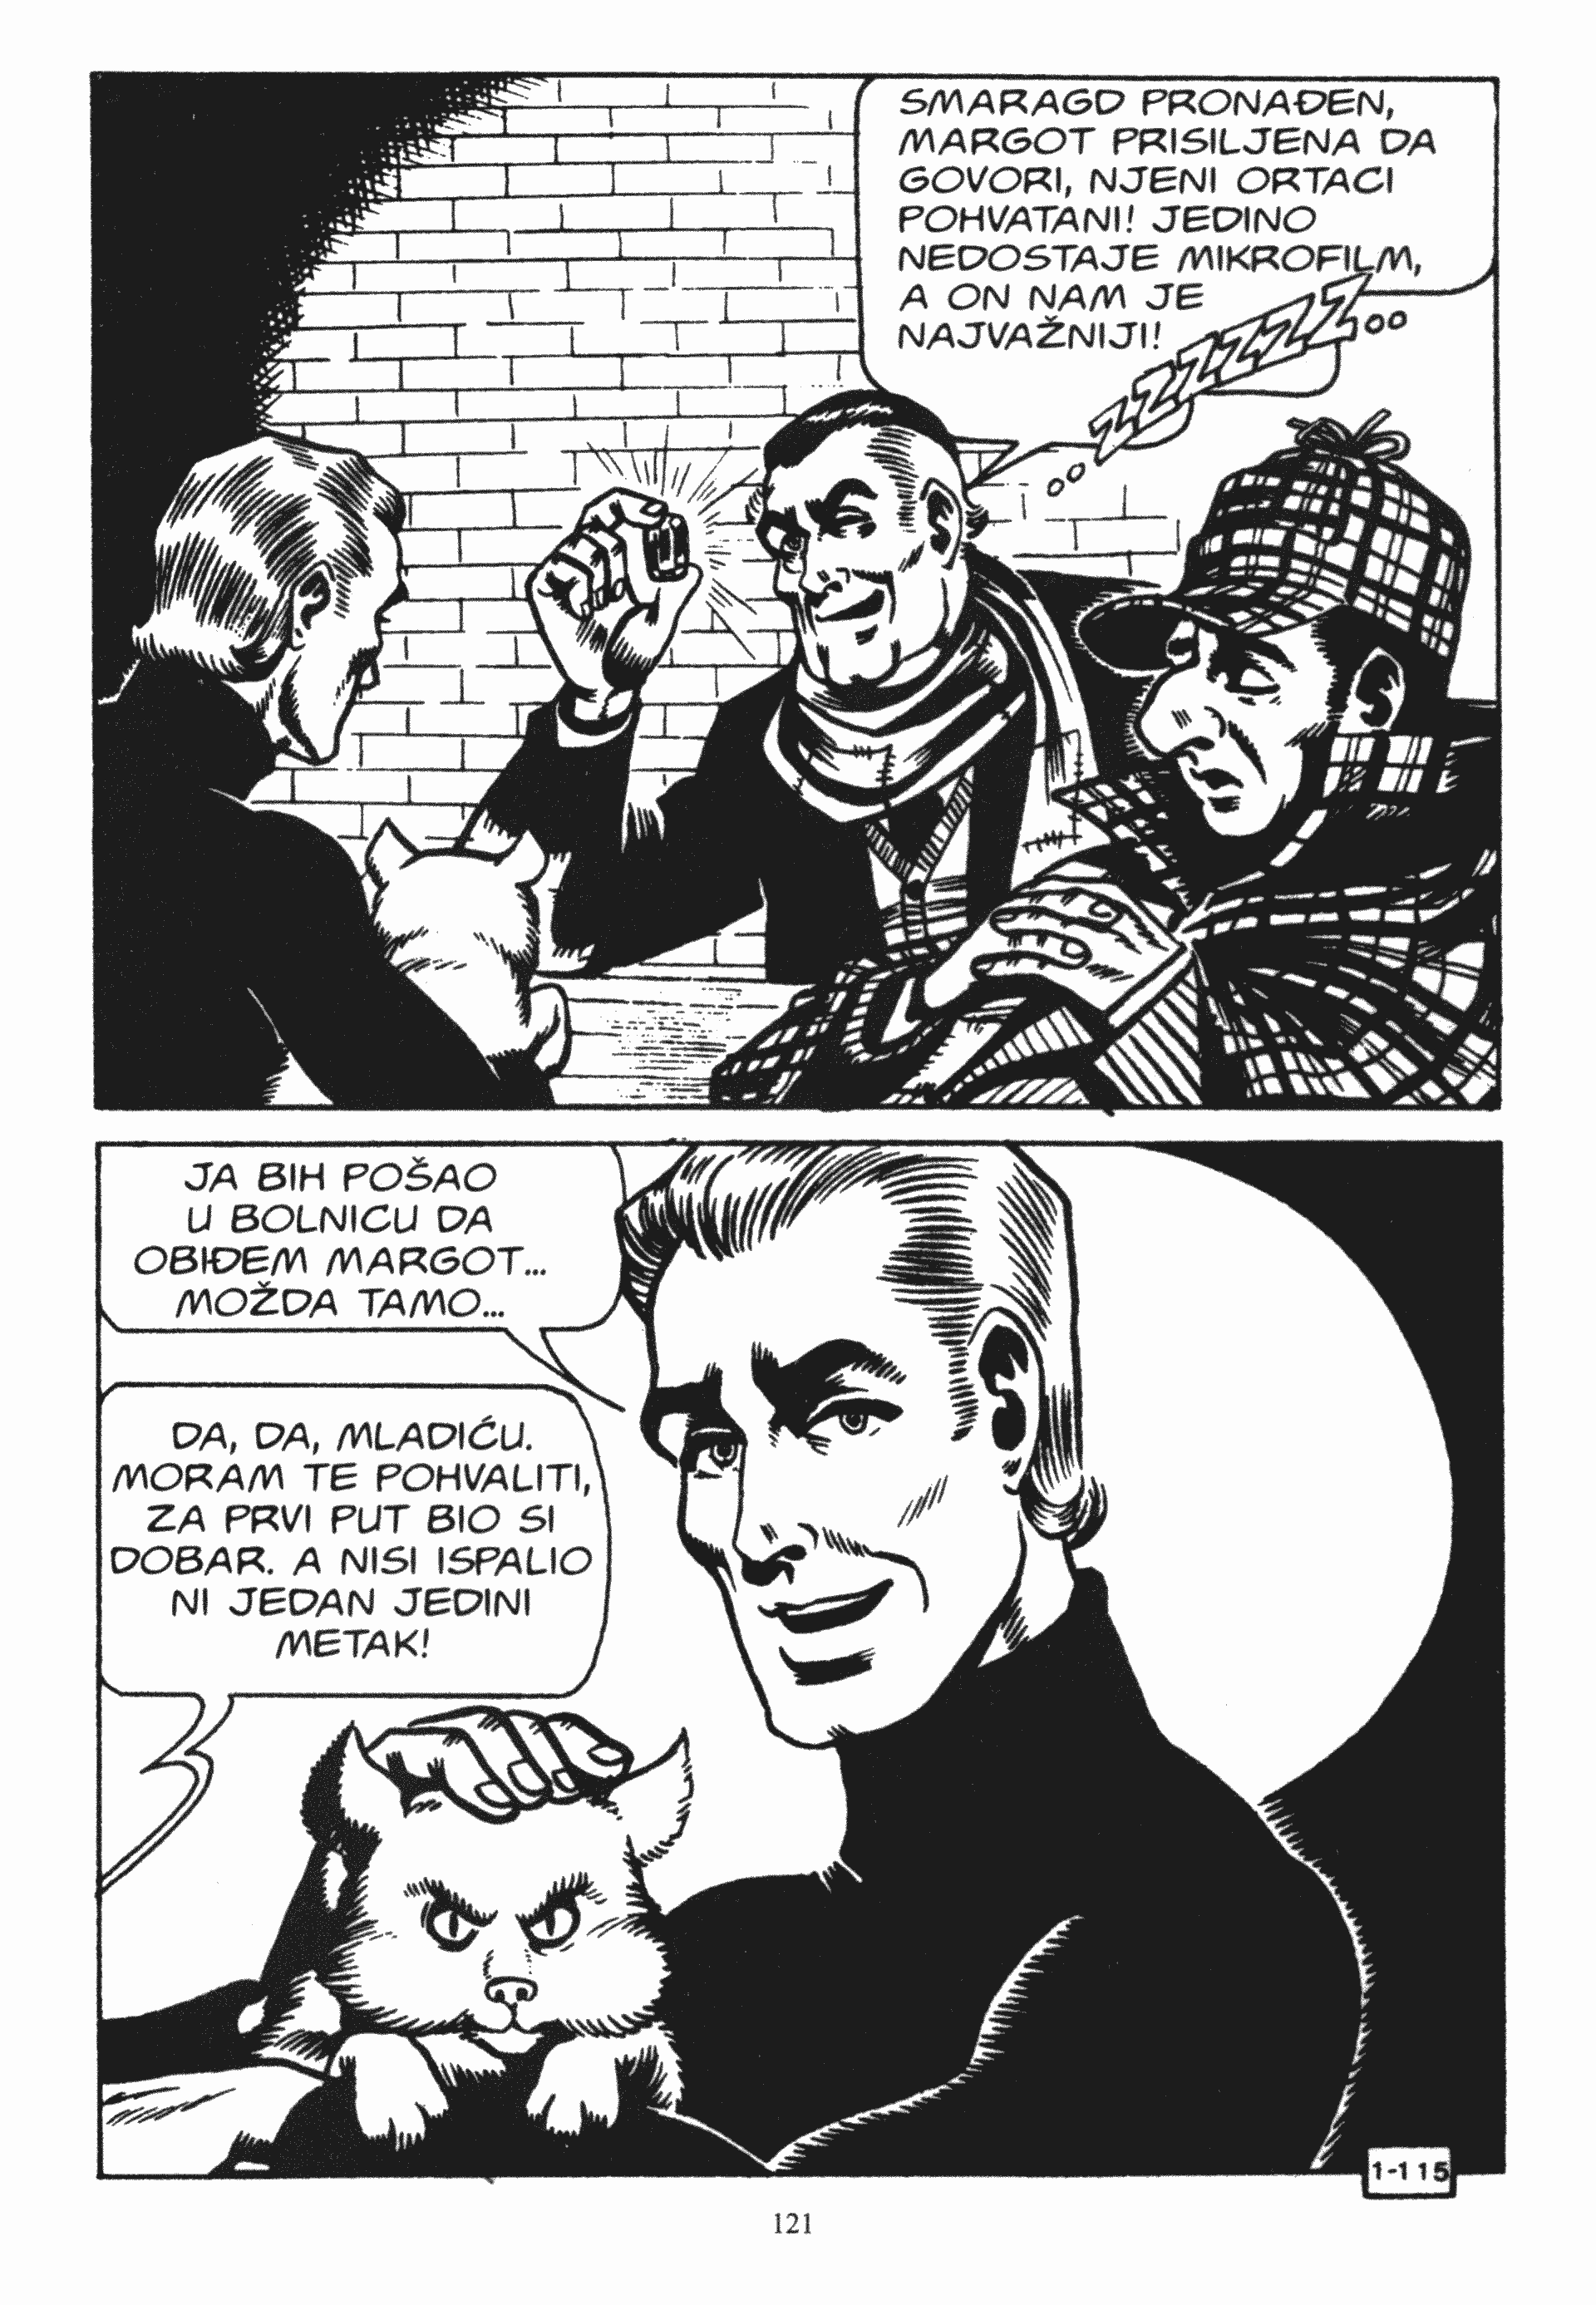 SMARAGD PRONAĐEN,
MARGOT PRISILJENA DA
GOVORI, NJENI ORTACI
POHVATANI! JEDINO
NEDOSTAJE MIKROFILM,
A ON NAM JE
NAJVAŽNIJI!
ZZZZZZZ
JA BIH POŠAO
U BOLNICU DA
OBIĐEM MARGOT...
MOŽDA TAMO...
DA, DA, MLADIĆU.
MORAM TE POHVALITI,
ZA PRVI PUT BIO SI
DOBAR. A NISI ISPALIO
NI JEDAN JEDINI
METAK!
1-115
121